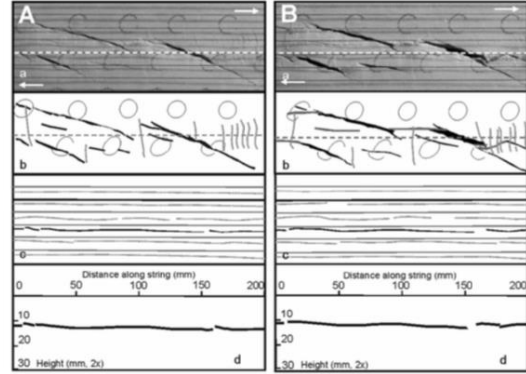 A
a
b
c
Distance along string (mm)
0 50 100 150 200
10
20
30 Height (mm, 2x)
d
B
a
b
c
Distance along string (mm)
0 50 100 150 200
10
20
30 Height (mm, 2x)
d